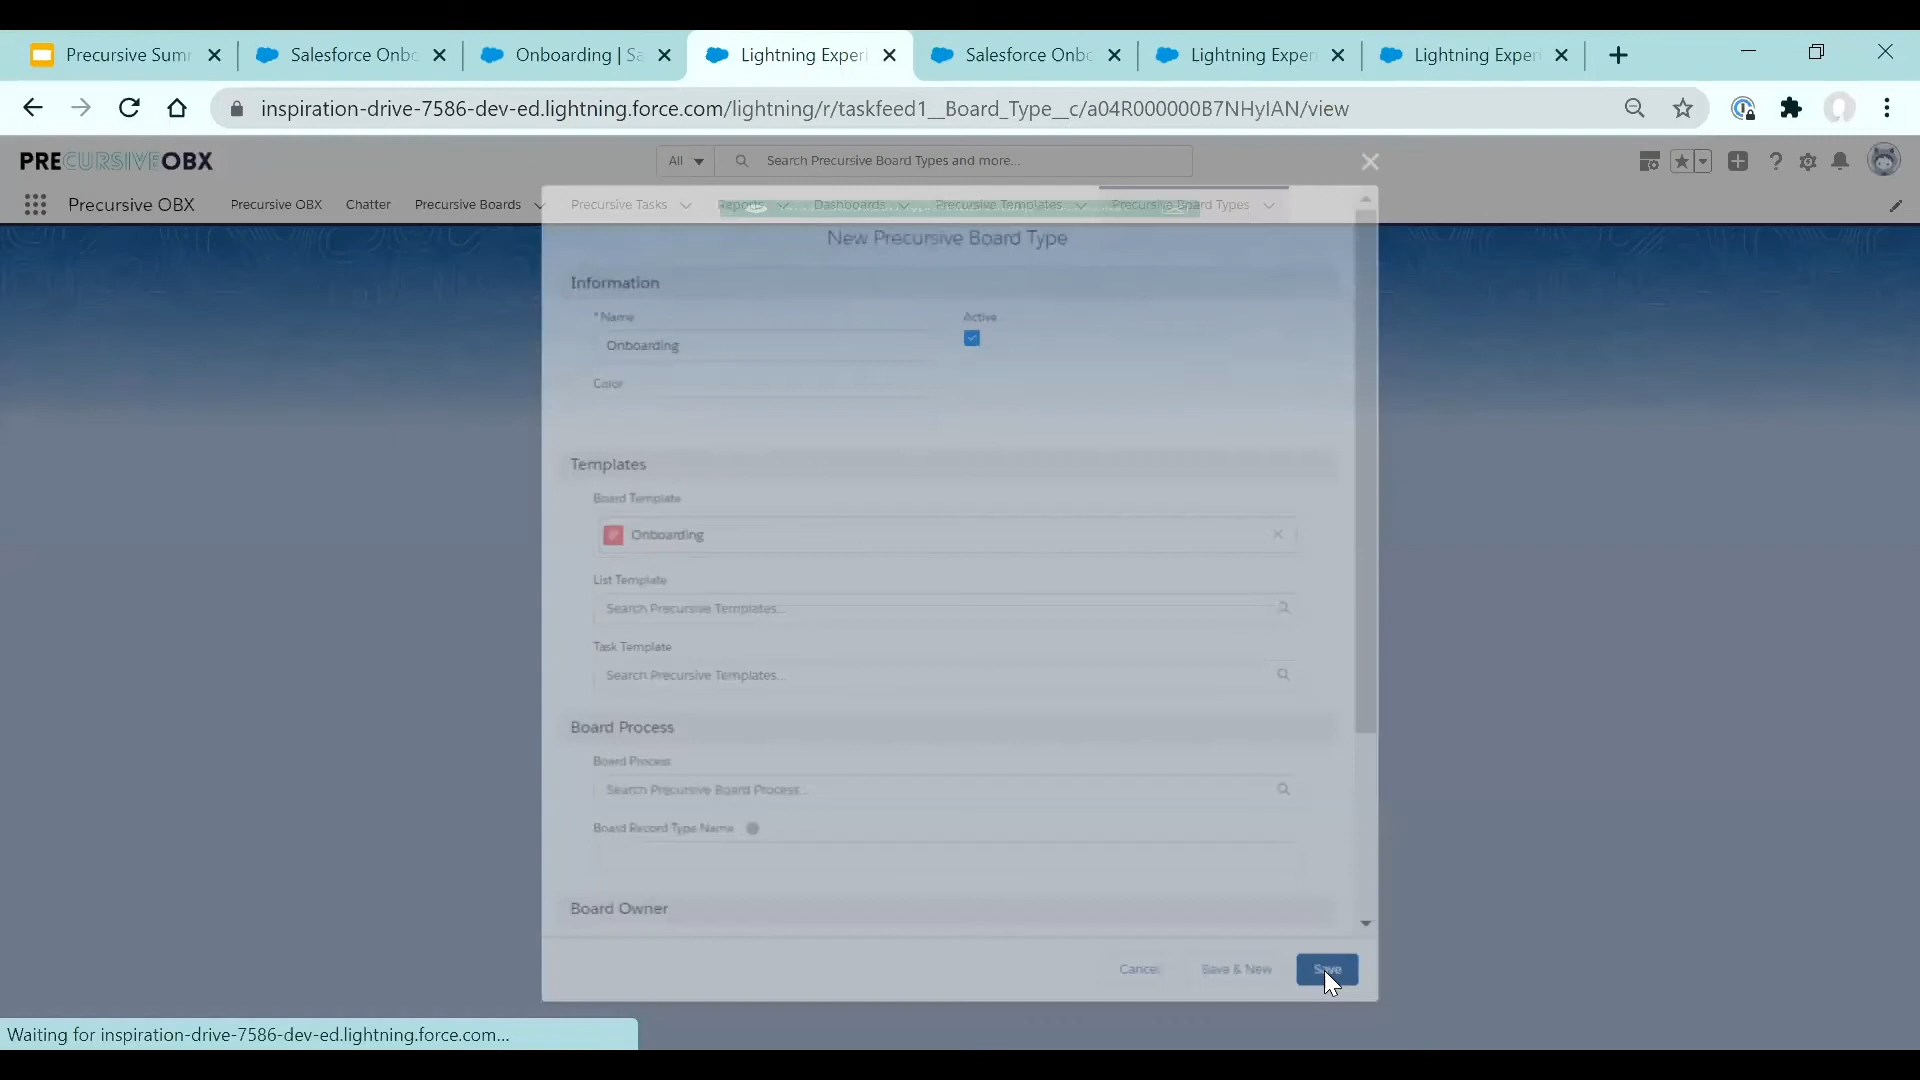 Precursive Sum
Salesforce Onbo
Onboarding | Sa
Lightning Experi
Salesforce Onbo
Lightning Experi
Lightning Experi
inspiration-drive-7586-dev-ed.lightning.force.com/lightning/r/taskfeed1__Board_Type__c/a04R000000B7NHyIAN/view
PRECURSIVEOBX
All
Search Precursive Board Types and more...
Precursive OBX
Precursive OBX
Chatter
Precursive Boards
Precursive Tasks
Reports
Dashboards
Precursive Templates
Precursive Board Types
New Precursive Board Type
Information
* Name
Active
Onboarding
Color
Templates
Board Template
Onboarding
List Template
Search Precursive Templates...
Task Template
Search Precursive Templates...
Board Process
Board Process
Search Precursive Board Process...
Board Record Type Name
Board Owner
Cancel
Save & New
Save
Waiting for inspiration-drive-7586-dev-ed.lightning.force.com...